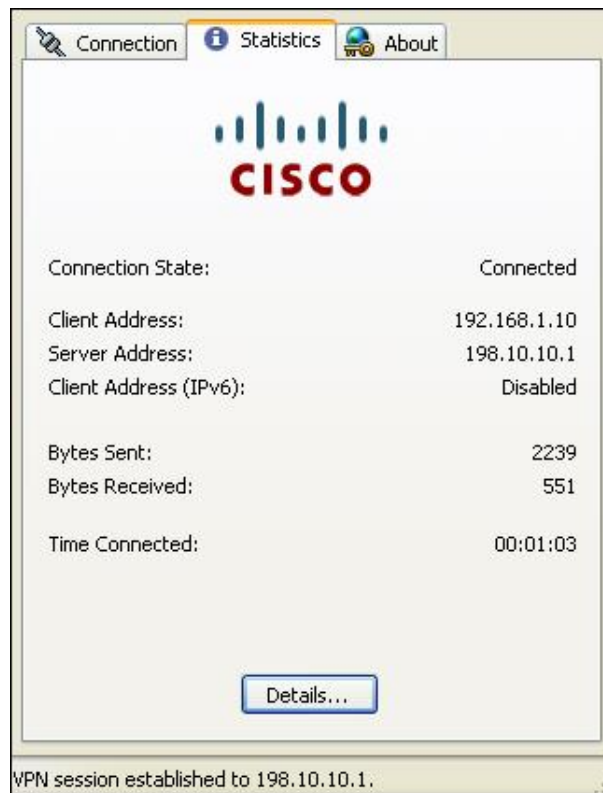 Connection Statistics About
CISCO
Connection State: Connected
Client Address: 192.168.1.10
Server Address: 198.10.10.1
Client Address (IPv6): Disabled
Bytes Sent: 2239
Bytes Received: 551
Time Connected: 00:01:03
Details...
VPN session established to 198.10.10.1.